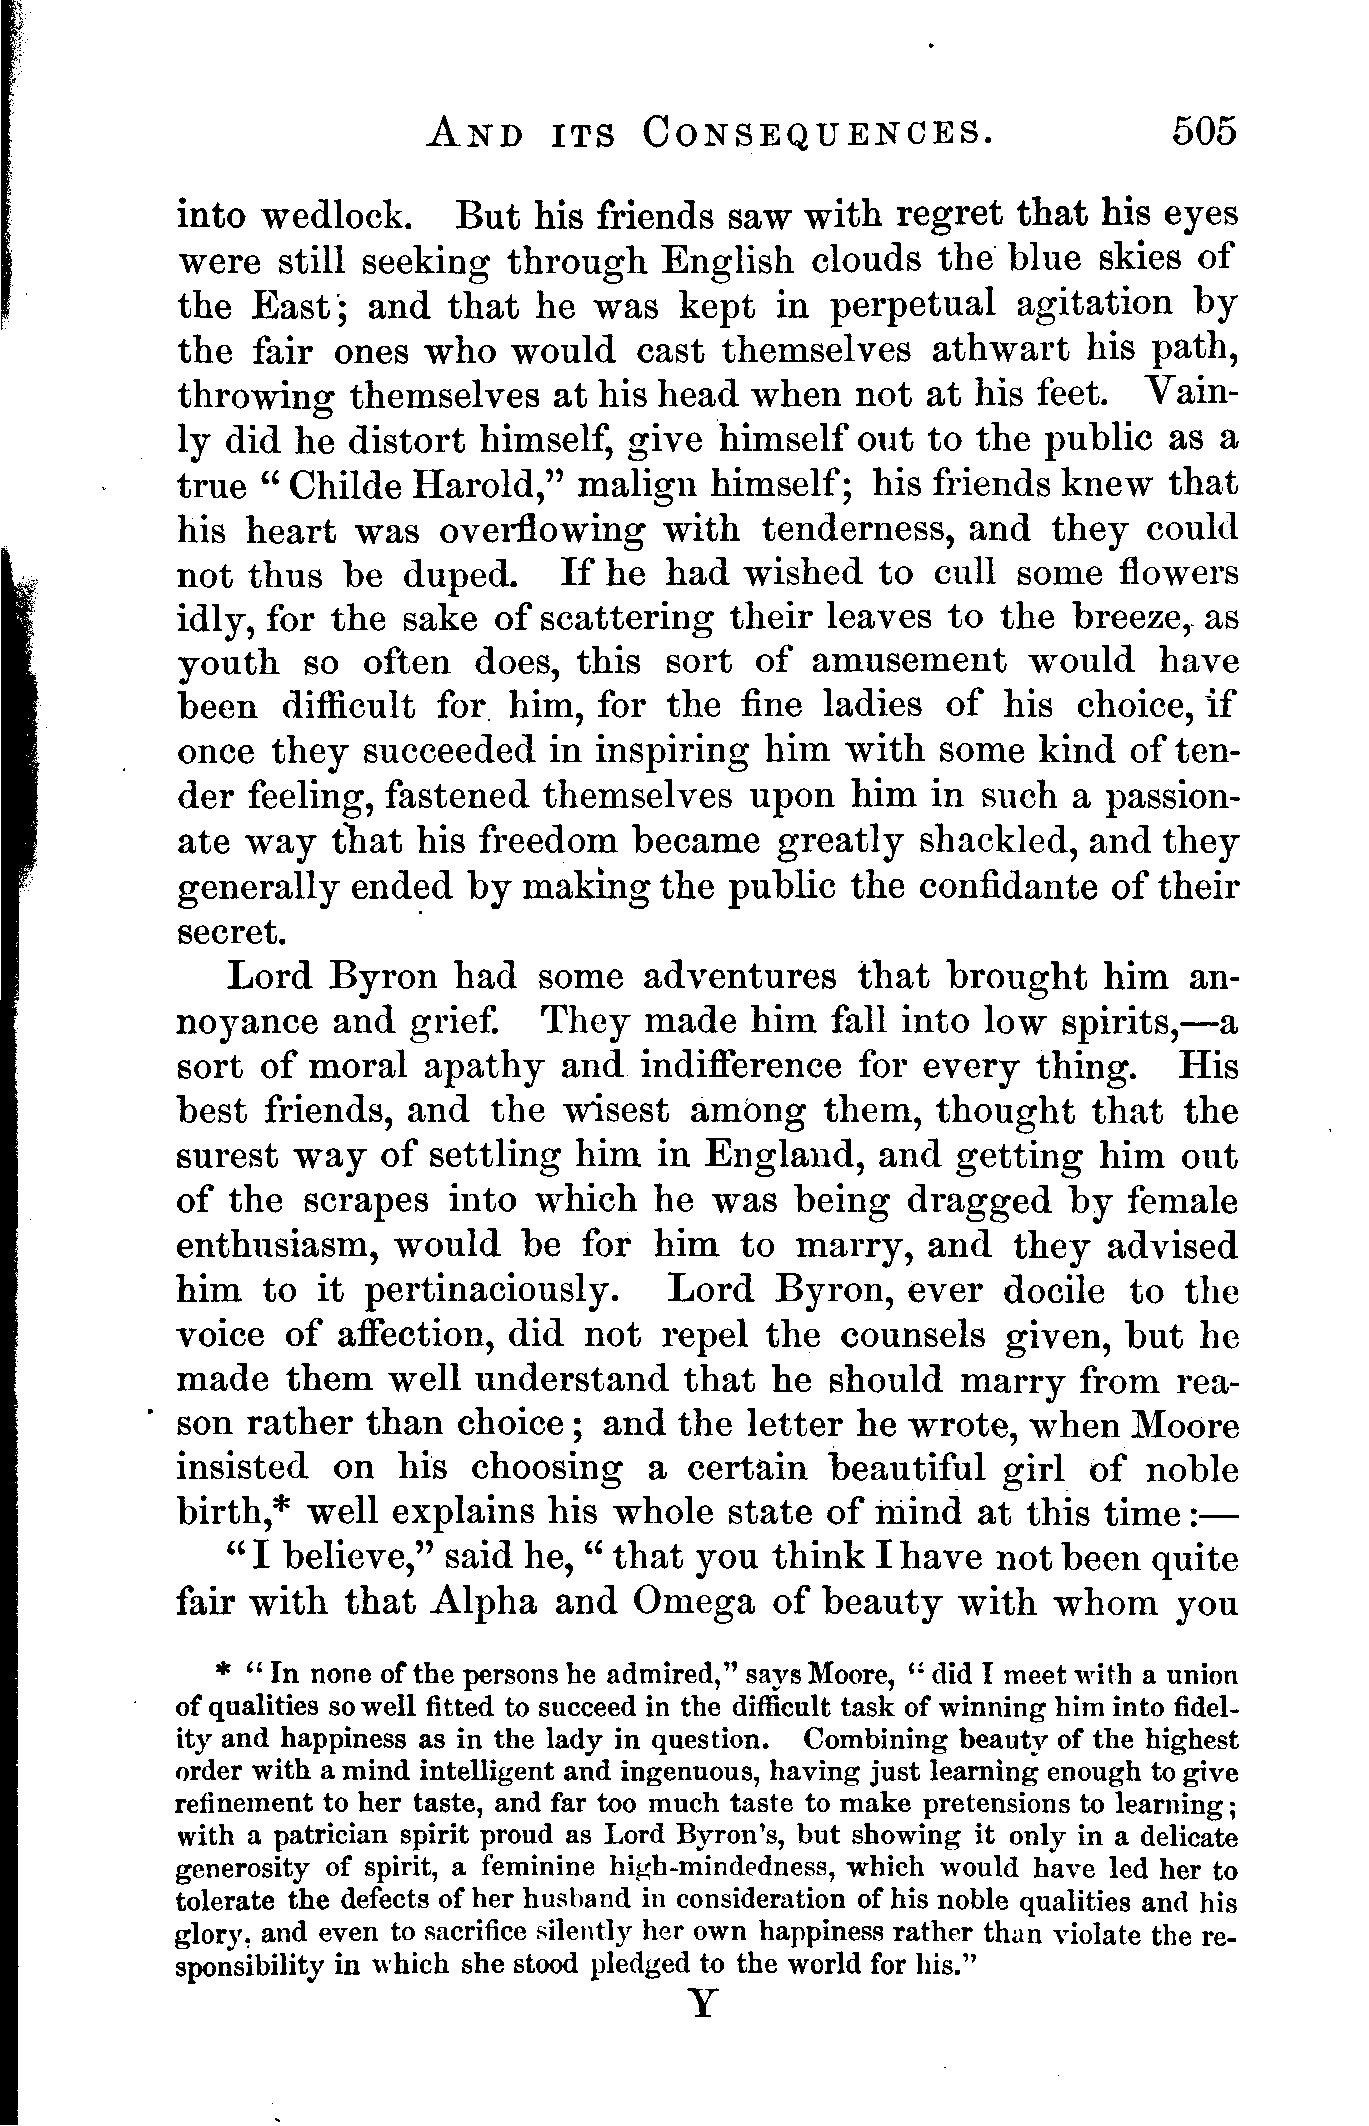 AND ITS CONSEQUENCES. 505
into wedlock. But his friends saw with regret that his eyes
were still seeking through English clouds the blue skies of
the East; and that he was kept in perpetual agitation by
the fair ones who would cast themselves athwart his path,
throwing themselves at his head when not at his feet. Vain-
ly did he distort himself, give himself out to the public as a
true “Childe Harold,” malign himself; his friends knew that
his heart was overflowing with tenderness, and they could
not thus be duped. If he had wished to cull some flowers
idly, for the sake of scattering their leaves to the breeze, as
youth so often does, this sort of amusement would have
been difficult for him, for the fine ladies of his choice, if
once they succeeded in inspiring him with some kind of ten-
der feeling, fastened themselves upon him in such a passion-
ate way that his freedom became greatly shackled, and they
generally ended by making the public the confidante of their
secret.
Lord Byron had some adventures that brought him an-
noyance and grief. They made him fall into low spirits,—a
sort of moral apathy and indifference for every thing. His
best friends, and the wisest among them, thought that the
surest way of settling him in England, and getting him out
of the scrapes into which he was being dragged by female
enthusiasm, would be for him to marry, and they advised
him to it pertinaciously. Lord Byron, ever docile to the
voice of affection, did not repel the counsels given, but he
made them well understand that he should marry from rea-
son rather than choice; and the letter he wrote, when Moore
insisted on his choosing a certain beautiful girl of noble
birth,* well explains his whole state of mind at this time:—
“I believe,” said he, “that you think I have not been quite
fair with that Alpha and Omega of beauty with whom you
* “In none of the persons he admired,” says Moore, “did I meet with a union
of qualities so well fitted to succeed in the difficult task of winning him into fidel-
ity and happiness as in the lady in question. Combining beauty of the highest
order with a mind intelligent and ingenuous, having just learning enough to give
refinement to her taste, and far too much taste to make pretensions to learning;
with a patrician spirit proud as Lord Byron's, but showing it only in a delicate
generosity of spirit, a feminine high-mindedness, which would have led her to
tolerate the defects of her husband in consideration of his noble qualities and his
glory, and even to sacrifice silently her own happiness rather than violate the re-
sponsibility in which she stood pledged to the world for his.”
Y